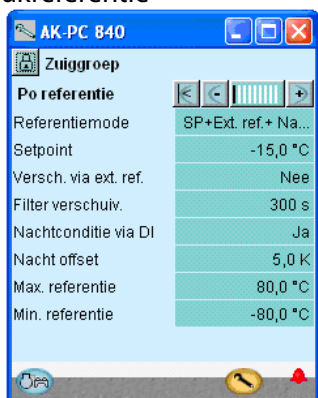 AK-PC 840
Zuiggroep
Po referentie
Referentiemode SP+Ext. ref.+ Na...
Setpoint -15,0 °C
Versch. via ext. ref. Nee
Filter verschuiv. 300 s
Nachtconditie via DI Ja
Nacht offset 5,0 K
Max. referentie 80,0 °C
Min. referentie -80,0 °C